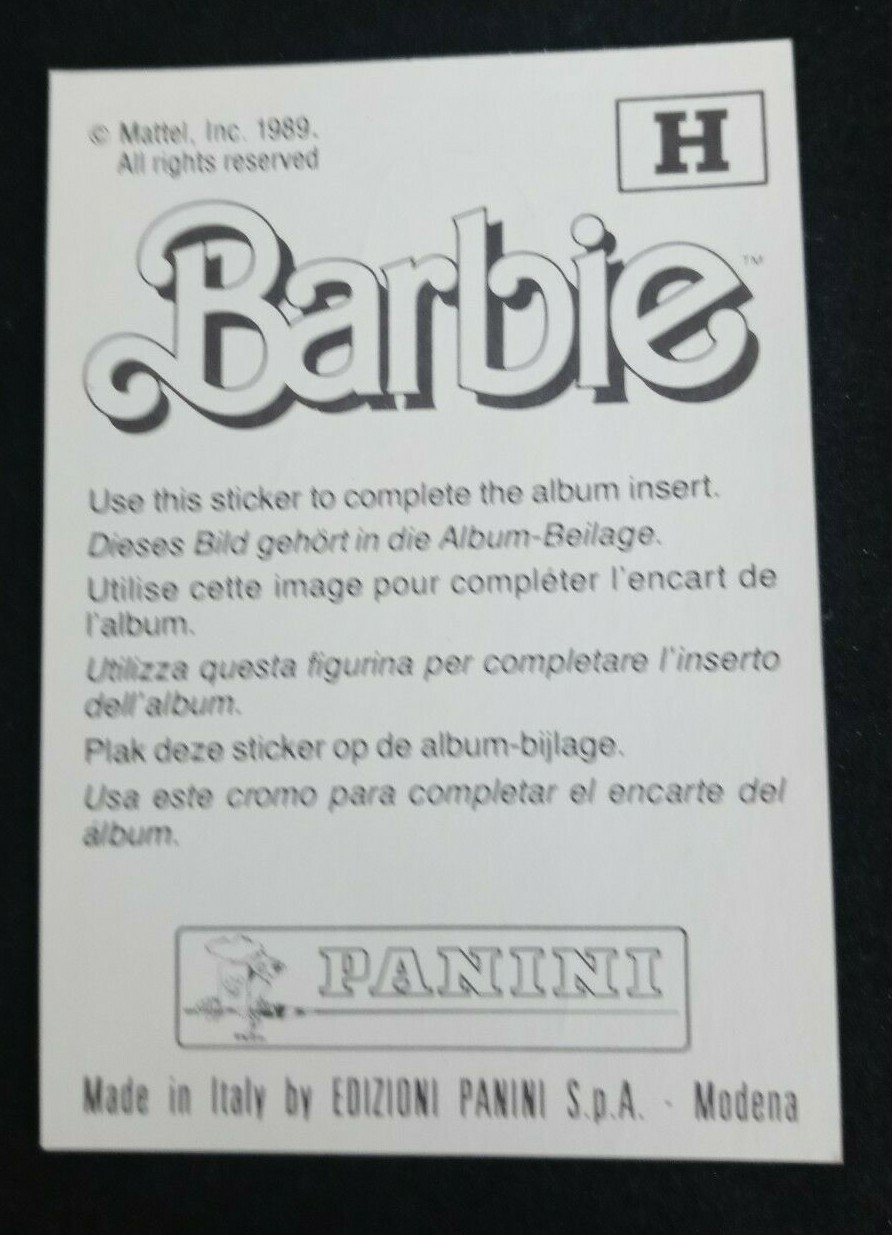 © Mattel, Inc. 1989.
All rights reserved
H
Barbie™
Use this sticker to complete the album insert.
Dieses Bild gehört in die Album-Beilage.
Utilise cette image pour compléter l'encart de
l'album.
Utilizza questa figurina per completare l'inserto
dell'album.
Plak deze sticker op de album-bijlage.
Usa este cromo para completar el encarte del
álbum.
PANINI
Made in Italy by EDIZIONI PANINI S.p.A. - Modena